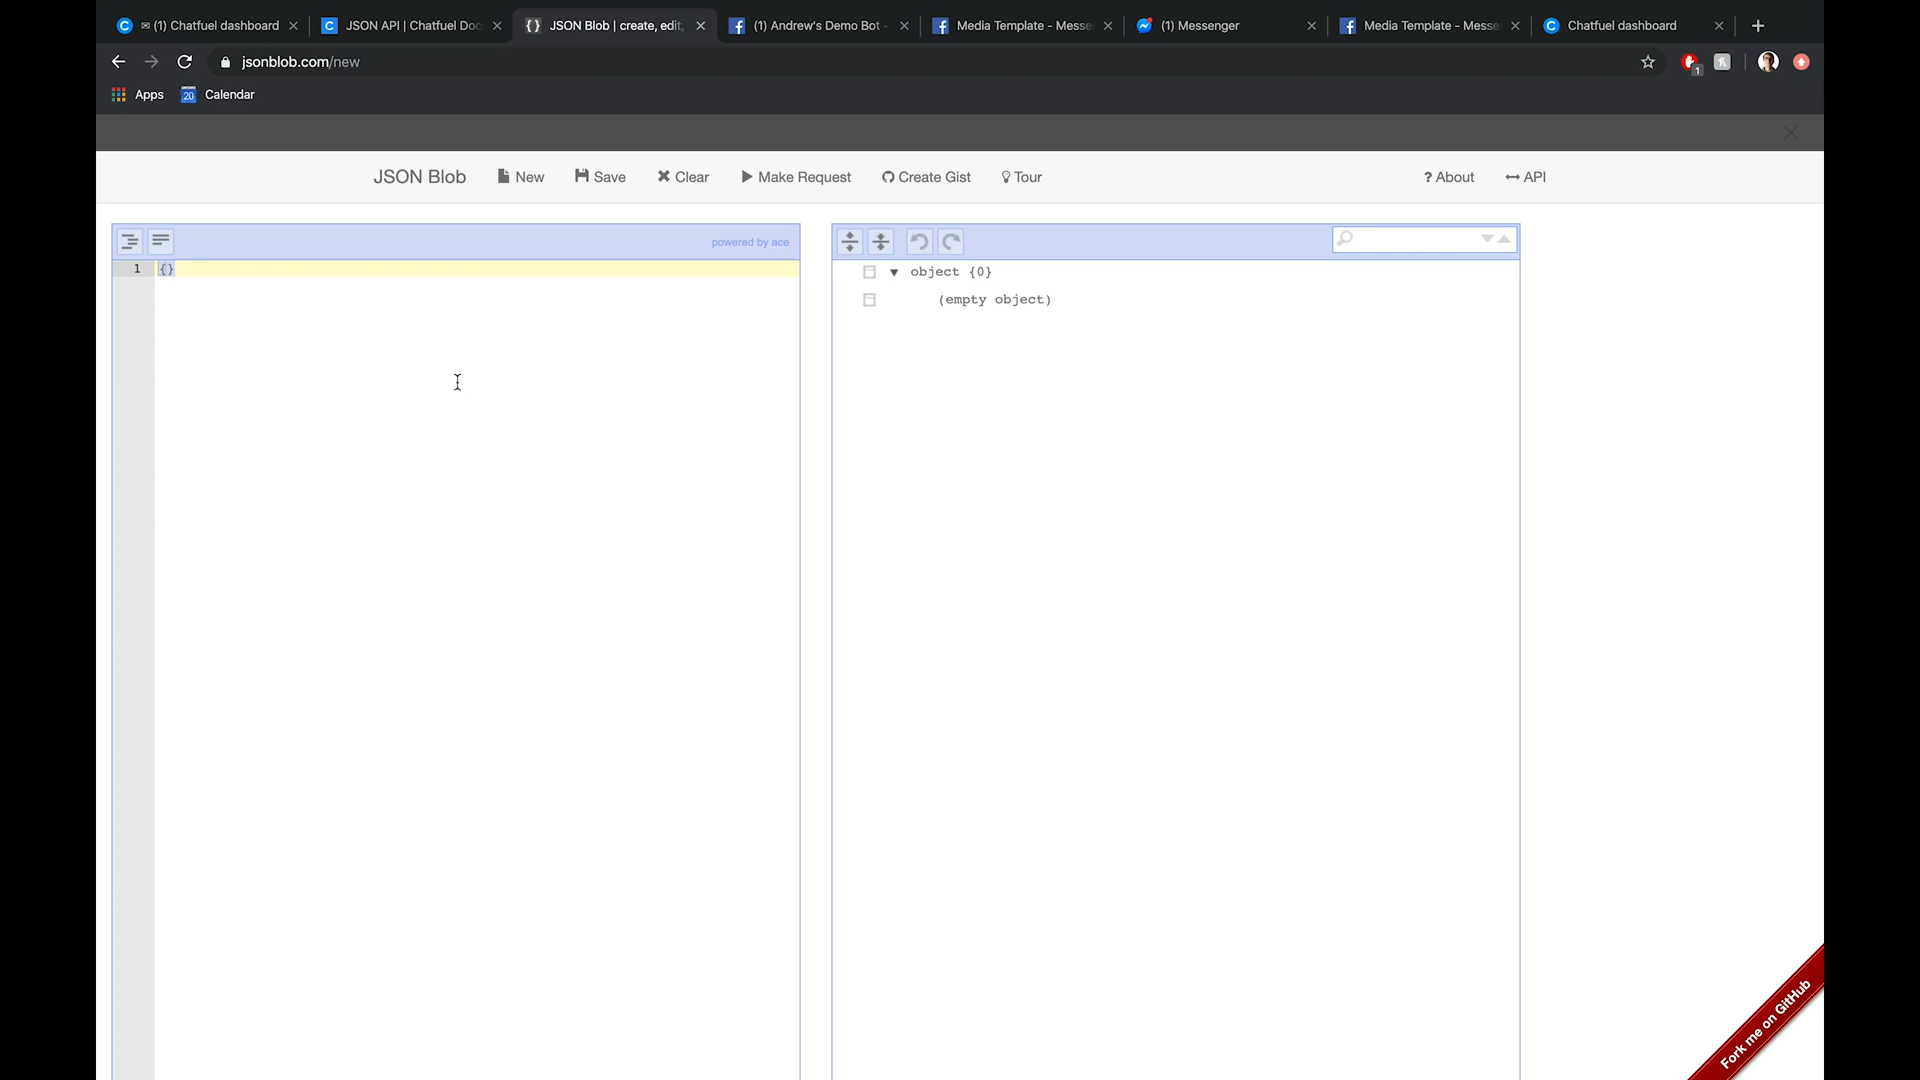 ✉ (1) Chatfuel dashboard
JSON API | Chatfuel Doc
JSON Blob | create, edit,
(1) Andrew's Demo Bot -
Media Template - Messe
(1) Messenger
Media Template - Messe
Chatfuel dashboard
jsonblob.com/new
1
Apps
20 Calendar
JSON Blob
New
Save
Clear
Make Request
Create Gist
Tour
? About
API
powered by ace
1 {}
object {0}
(empty object)
Fork me on GitHub